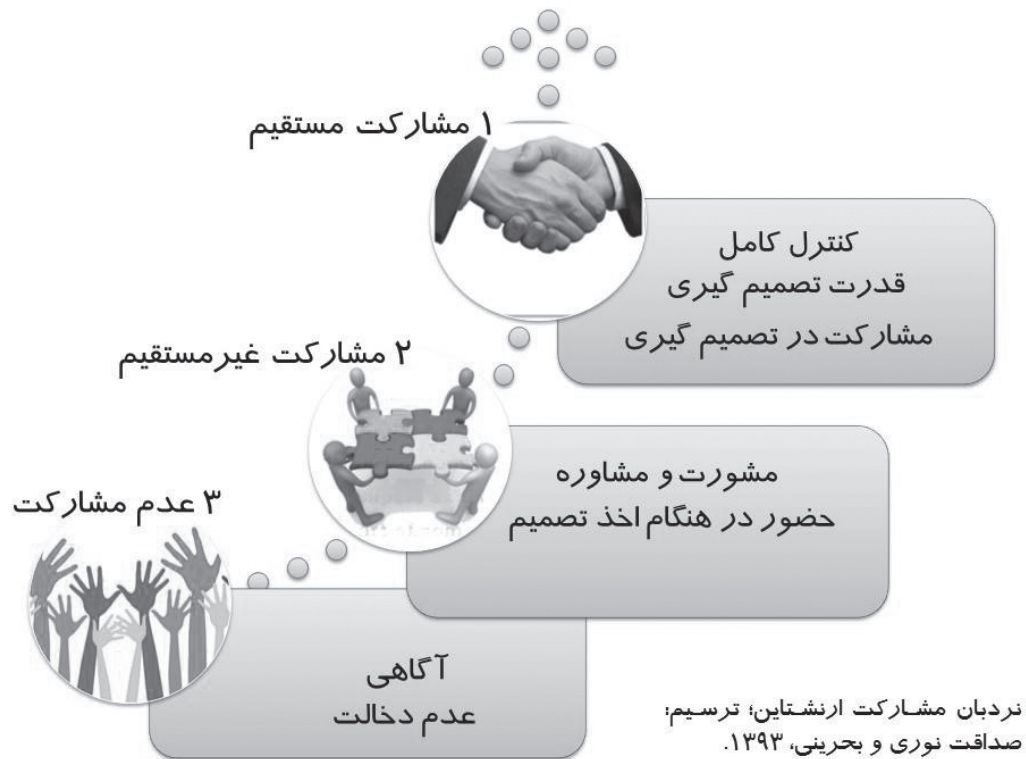 ۱ مشارکت مستقیم
کنترل کامل
قدرت تصمیم گیری
مشارکت در تصمیم گیری
۲ مشارکت غیرمستقیم
مشورت و مشاوره
حضور در هنگام اخذ تصمیم
۳ عدم مشارکت
آگاهی
عدم دخالت
نردبان مشارکت ارنشتاین؛ ترسیم:
صداقت نوری و بحرینی، ۱۳۹۳.